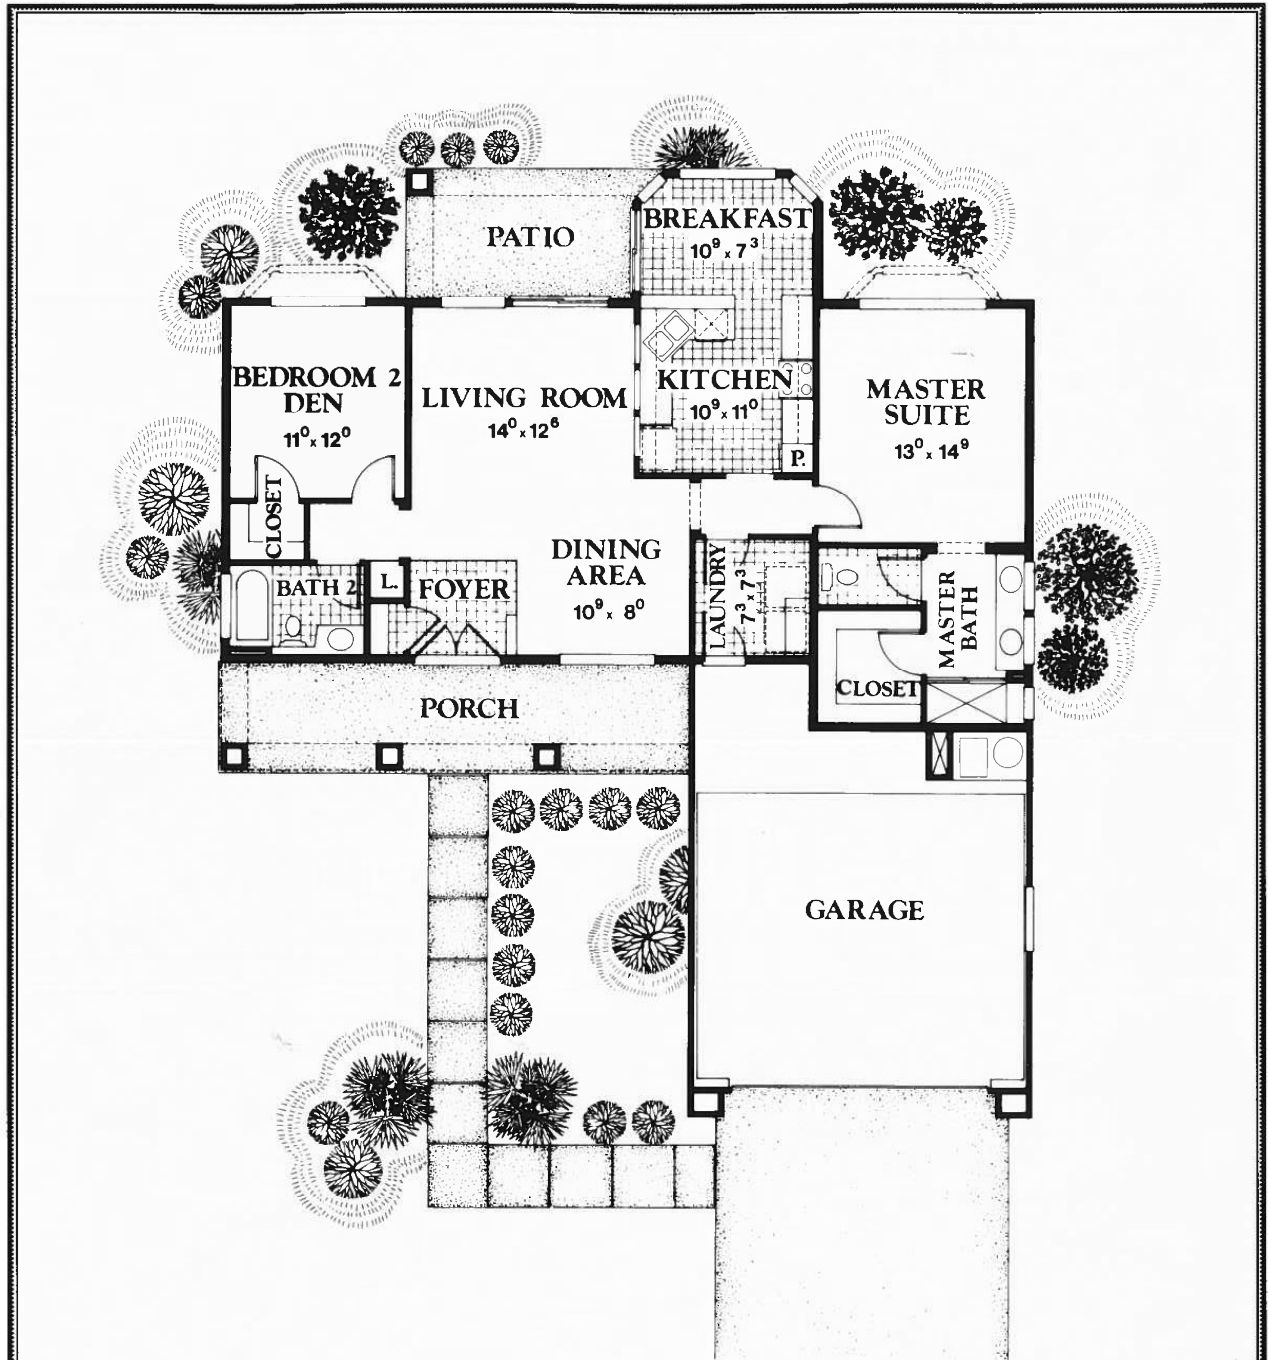 BREAKFAST
10⁹ x 7³
PATIO
BEDROOM 2
DEN
11⁰ x 12⁰
LIVING ROOM
14⁰ x 12⁶
KITCHEN
10⁹ x 11⁰
P.
MASTER
SUITE
13⁰ x 14⁹
CLOSET
BATH 2
L.
FOYER
DINING
AREA
10⁹ x 8⁰
LAUNDRY
7³ x 7³
MASTER
BATH
CLOSET
PORCH
GARAGE